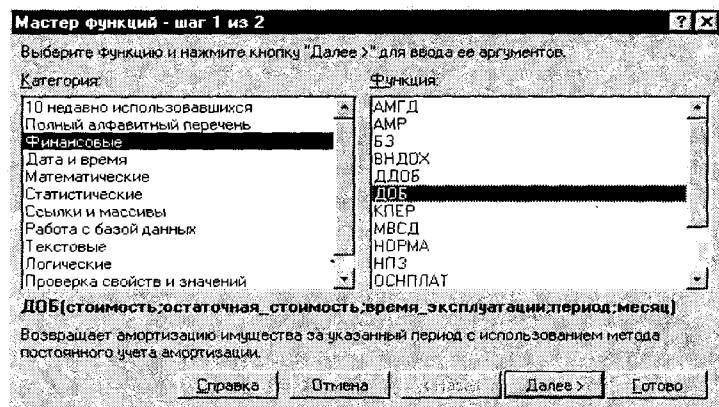 Мастер функций - шаг 1 из 2
Выберите функцию и нажмите кнопку "Далее >" для ввода ее аргументов.
Категория:
Функция:
10 недавно использовавшихся
Полный алфавитный перечень
Финансовые
Дата и время
Математические
Статистические
Ссылки и массивы
Работа с базой данных
Текстовые
Логические
Проверка свойств и значений
АМГД
АМР
БЗ
ВНДОХ
ДДОБ
ДОБ
КПЕР
МВСД
НОРМА
НПЗ
ОСНПЛАТ
ДОБ(стоимость;остаточная_стоимость;время_эксплуатации;период;месяц)
Возвращает амортизацию имущества за указанный период с использованием метода
постоянного учета амортизации.
Справка
Отмена
< Назад
Далее >
Готово